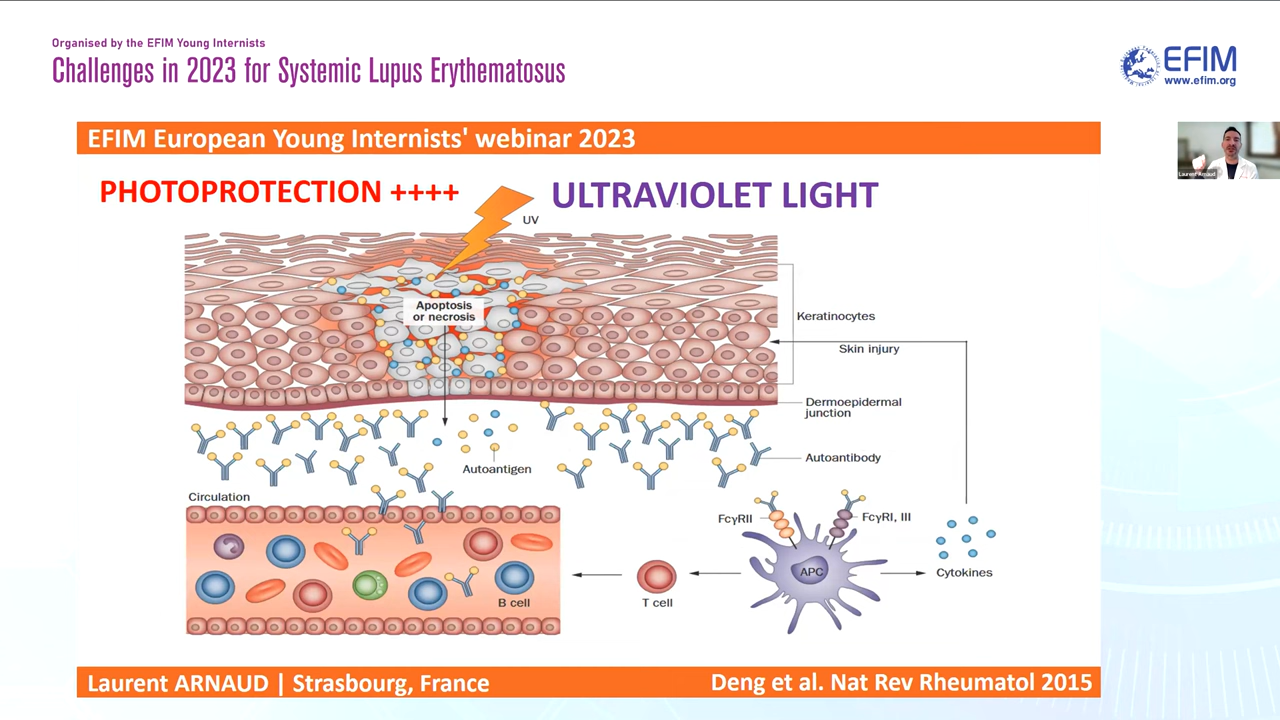 Organised by the EFIM Young Internists
Challenges in 2023 for Systemic Lupus Erythematosus
EFIM
www.efim.org
EFIM European Young Internists' webinar 2023
PHOTOPROTECTION ++++
ULTRAVIOLET LIGHT
UV
Apoptosis
or necrosis
Keratinocytes
Skin injury
Dermoepidermal
junction
Autoantibody
Autoantigen
Circulation
FcγRII
FcγRI, III
APC
Cytokines
T cell
B cell
Laurent Arnaud
Laurent ARNAUD | Strasbourg, France
Deng et al. Nat Rev Rheumatol 2015